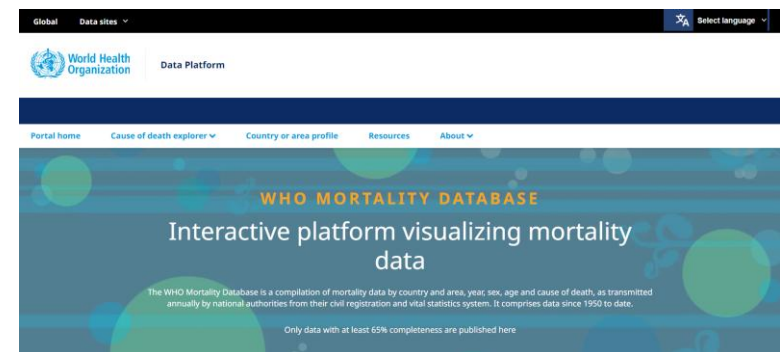 Global Data sites
Select language
World Health
Organization
Data Platform
Portal home Cause of death explorer Country or area profile Resources About
WHO MORTALITY DATABASE
Interactive platform visualizing mortality
data
The WHO Mortality Database is a compilation of mortality data by country and area, year, sex, age and cause of death, as transmitted
annually by national authorities from their civil registration and vital statistics system. It comprises data since 1950 to date.
Only data with at least 65% completeness are published here